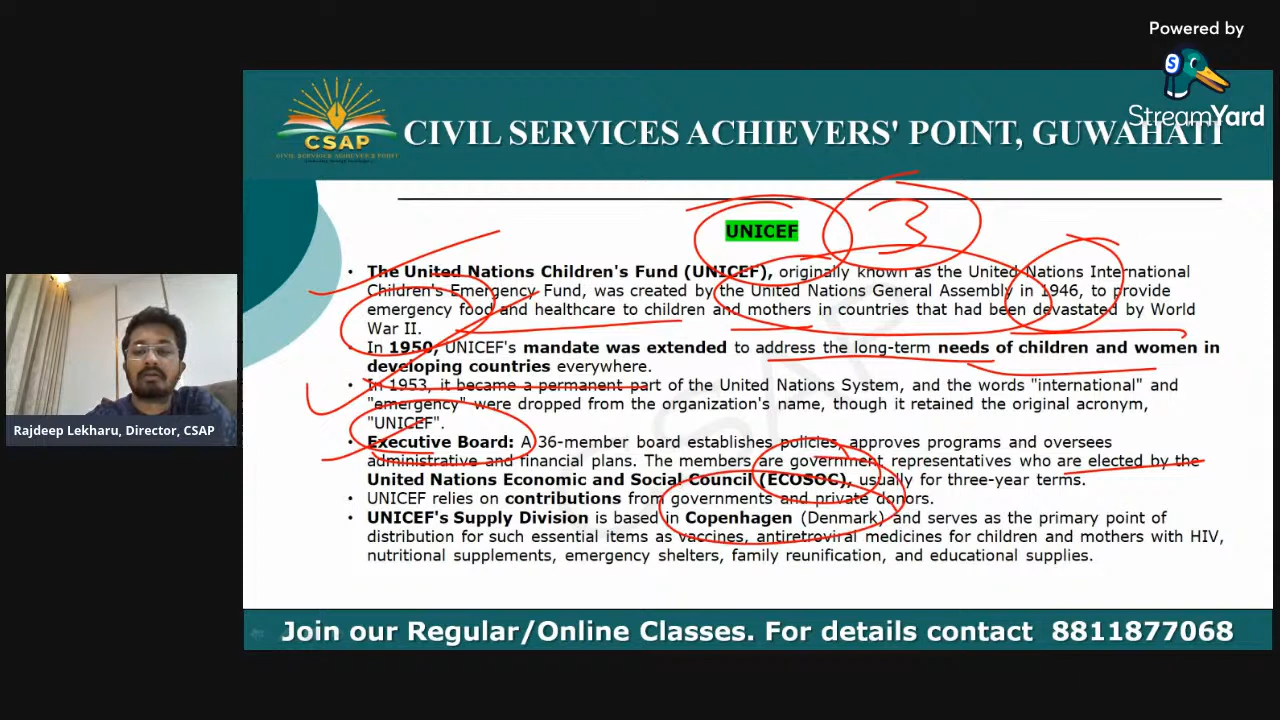 Powered by
S
StreamYard
CSAP
CIVIL SERVICES ACHIEVERS' POINT, GUWAHATI
UNICEF
3
• The United Nations Children's Fund (UNICEF), originally known as the United Nations International
Children's Emergency Fund, was created by the United Nations General Assembly in 1946, to provide
emergency food and healthcare to children and mothers in countries that had been devastated by World
War II.
• In 1950, UNICEF's mandate was extended to address the long-term needs of children and women in
developing countries everywhere.
• In 1953, it became a permanent part of the United Nations System, and the words "international" and
"emergency" were dropped from the organization's name, though it retained the original acronym,
"UNICEF".
• Executive Board: A 36-member board establishes policies, approves programs and oversees
administrative and financial plans. The members are government representatives who are elected by the
United Nations Economic and Social Council (ECOSOC), usually for three-year terms.
• UNICEF relies on contributions from governments and private donors.
• UNICEF's Supply Division is based in Copenhagen (Denmark) and serves as the primary point of
distribution for such essential items as vaccines, antiretroviral medicines for children and mothers with HIV,
nutritional supplements, emergency shelters, family reunification, and educational supplies.
Rajdeep Lekharu, Director, CSAP
Join our Regular/Online Classes. For details contact 8811877068